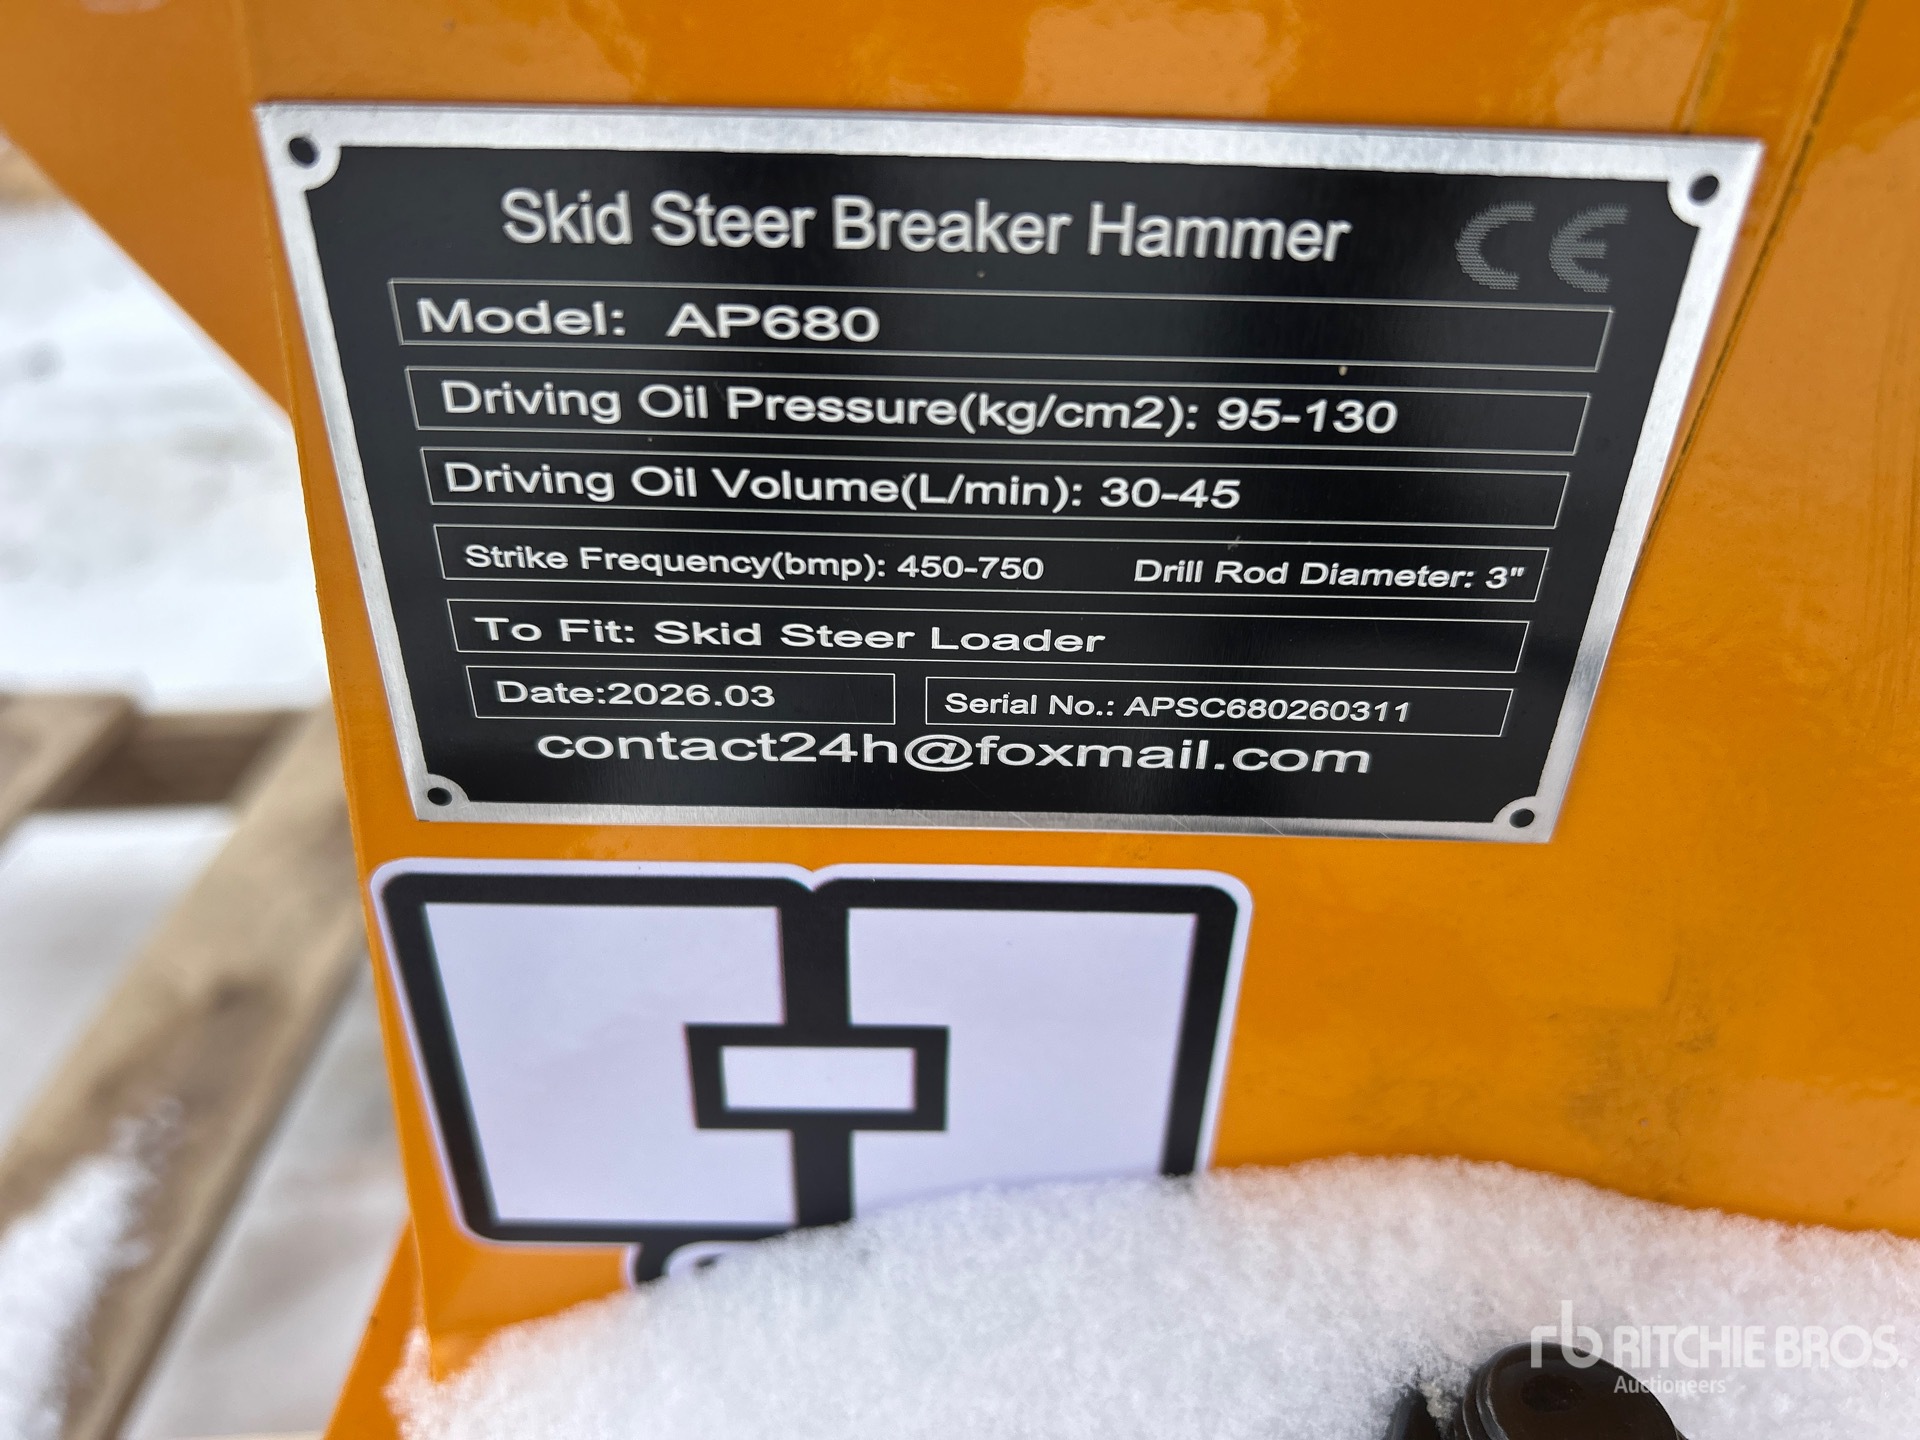 Skid Steer Breaker Hammer CE
Model: AP680
Driving Oil Pressure(kg/cm2): 95-130
Driving Oil Volume(L/min): 30-45
Strike Frequency(bmp): 450-750 Drill Rod Diameter: 3"
To Fit: Skid Steer Loader
Date:2026.03 Serial No.: APSC680260311
contact24h@foxmail.com
rb RITCHIE BROS.
Auctioneers